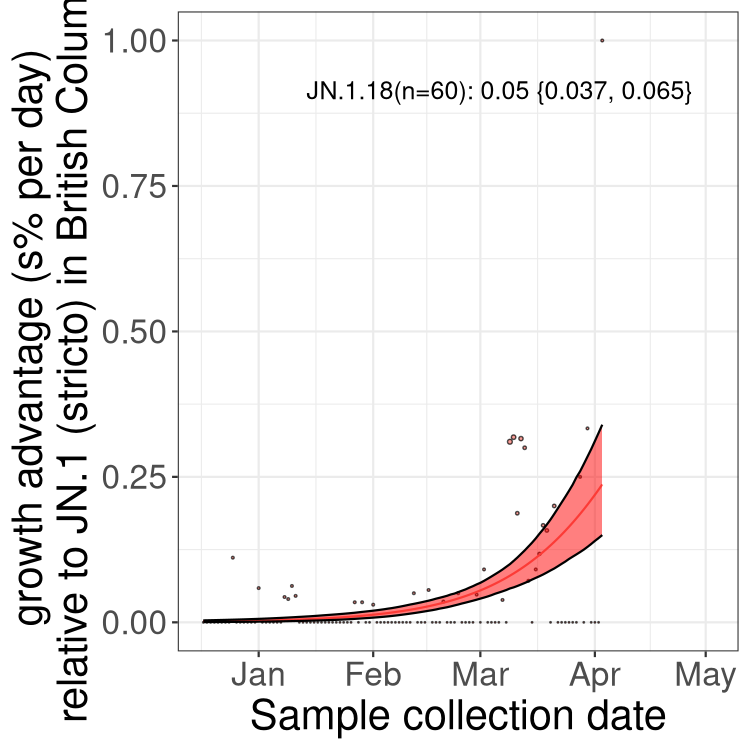 growth advantage (s% per day)
relative to JN.1 (stricto) in British Colum
1.00
0.75
0.50
0.25
0.00
JN.1.18(n=60): 0.05 {0.037, 0.065}
Jan Feb Mar Apr May
Sample collection date